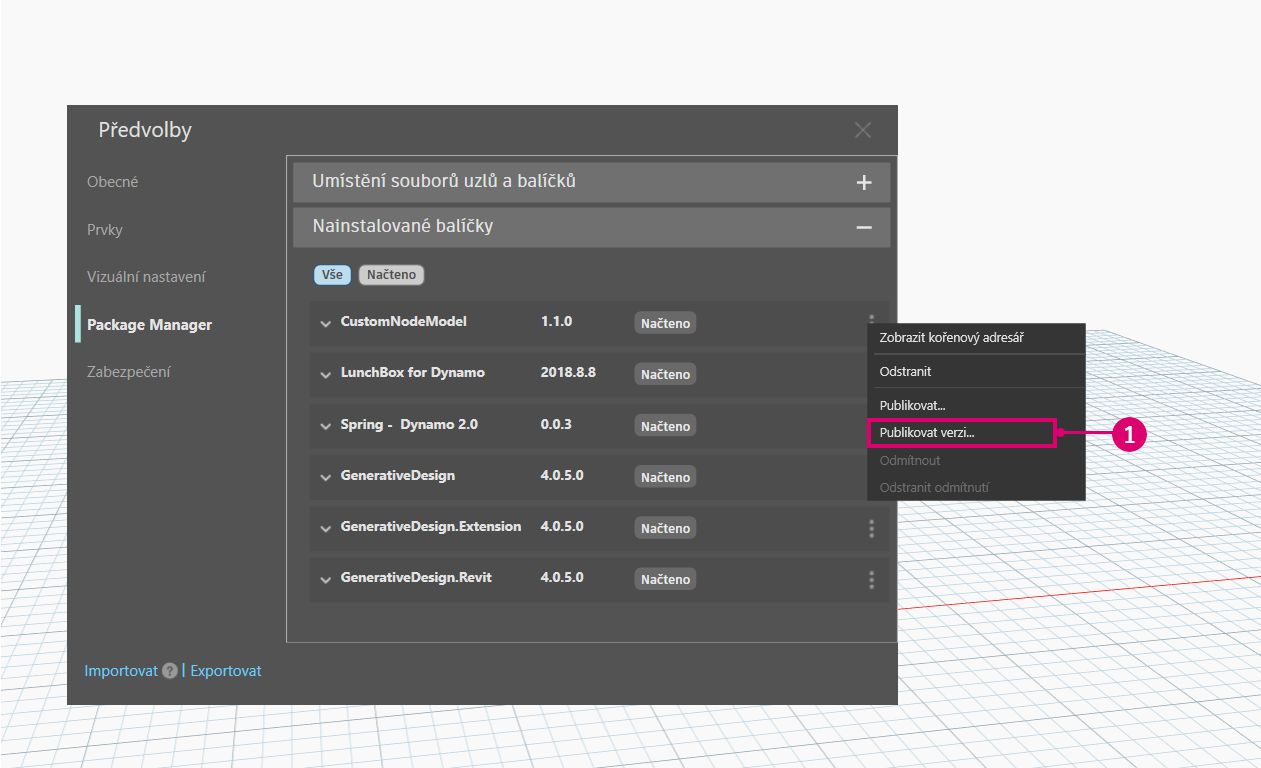 Předvolby
Obecné
Prvky
Vizuální nastavení
Package Manager
Zabezpečení
Umístění souborů uzlů a balíčků
Nainstalované balíčky
Vše Načteno
CustomNodeModel 1.1.0 Načteno
LunchBox for Dynamo 2018.8.8 Načteno
Spring - Dynamo 2.0 0.0.3 Načteno
GenerativeDesign 4.0.5.0 Načteno
GenerativeDesign.Extension 4.0.5.0 Načteno
GenerativeDesign.Revit 4.0.5.0 Načteno
Zobrazit kořenový adresář
Odstranit
Publikovat...
Publikovat verzi...
1
Odmítnout
Odstranit odmítnutí
Importovat ? | Exportovat